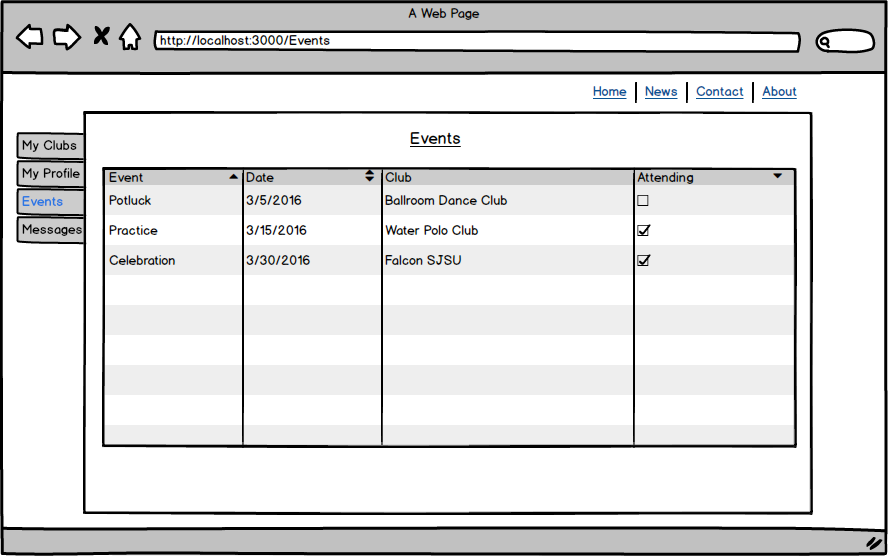 A Web Page
http://localhost:3000/Events
Home News Contact About
Events
My Clubs
My Profile
Events
Messages
Event Date Club Attending
Potluck 3/5/2016 Ballroom Dance Club
Practice 3/15/2016 Water Polo Club
Celebration 3/30/2016 Falcon SJSU